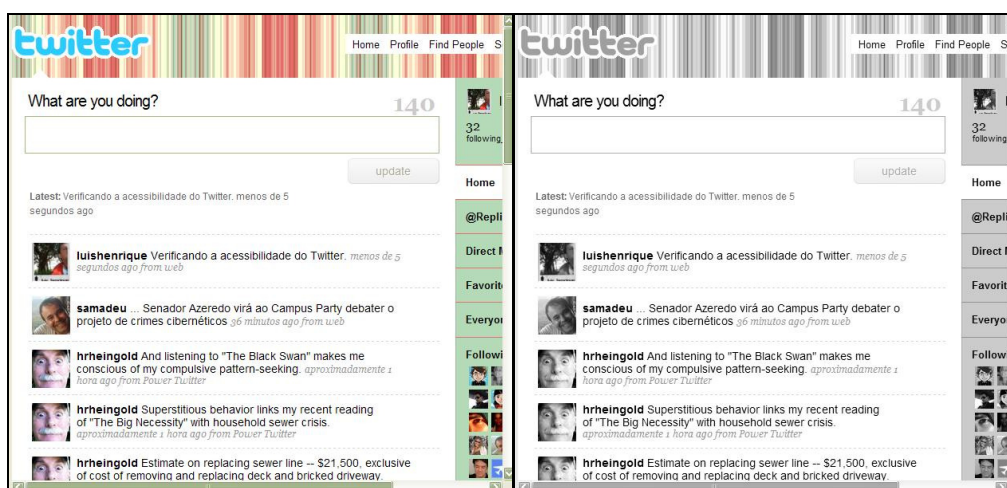 twitter
Home Profile Find People S
What are you doing?
140
update
Latest: Verificando a acessibilidade do Twitter. menos de 5
segundos ago
luishenrique Verificando a acessibilidade do Twitter. menos de 5
segundos ago from web
samadeu ... Senador Azeredo virá ao Campus Party debater o
projeto de crimes cibernéticos 36 minutos ago from web
hrheingold And listening to "The Black Swan" makes me
conscious of my compulsive pattern-seeking. aproximadamente 1
hora ago from Power Twitter
hrheingold Superstitious behavior links my recent reading
of "The Big Necessity" with household sewer crisis.
aproximadamente 1 hora ago from Power Twitter
hrheingold Estimate on replacing sewer line -- $21,500, exclusive
of cost of removing and replacing deck and bricked driveway.
32
following
Home
@Repli
Direct M
Favorit
Everyo
Followi
twitter
Home Profile Find People S
What are you doing?
140
update
Latest: Verificando a acessibilidade do Twitter. menos de 5
segundos ago
luishenrique Verificando a acessibilidade do Twitter. menos de 5
segundos ago from web
samadeu ... Senador Azeredo virá ao Campus Party debater o
projeto de crimes cibernéticos 36 minutos ago from web
hrheingold And listening to "The Black Swan" makes me
conscious of my compulsive pattern-seeking. aproximadamente 1
hora ago from Power Twitter
hrheingold Superstitious behavior links my recent reading
of "The Big Necessity" with household sewer crisis.
aproximadamente 1 hora ago from Power Twitter
hrheingold Estimate on replacing sewer line -- $21,500, exclusive
of cost of removing and replacing deck and bricked driveway.
32
following
Home
@Repli
Direct M
Favorit
Everyo
Follow